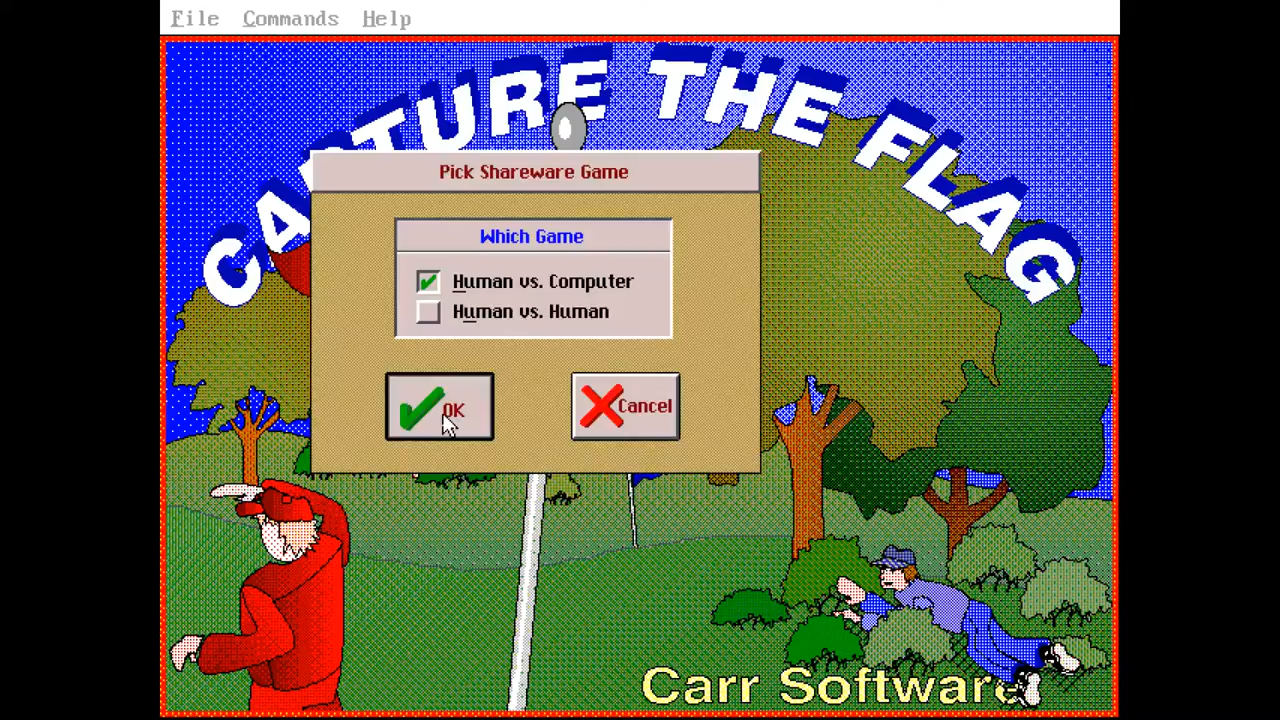 File Commands Help
CAPTURE THE FLAG
Pick Shareware Game
Which Game
Human vs. Computer
Human vs. Human
OK Cancel
Carr Software